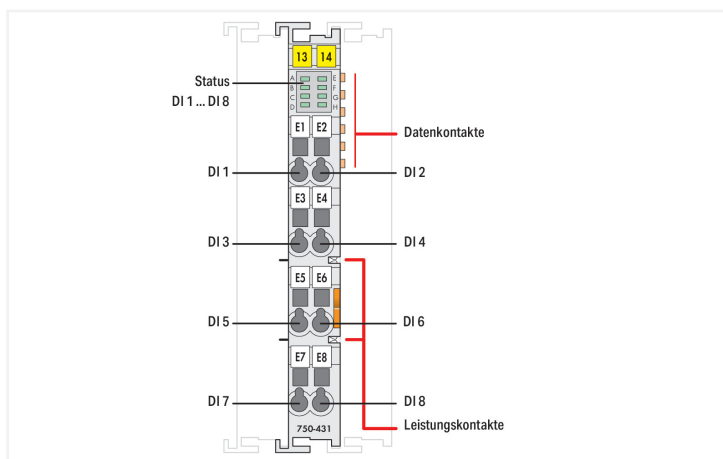 13 14
Status
DI 1 ... DI 8
A E
B F
C G
D H
E1 E2
Datenkontakte
DI 1 DI 2
E3 E4
DI 3 DI 4
E5 E6
DI 5 DI 6
E7 E8
DI 7 DI 8
Leistungskontakte
750-431